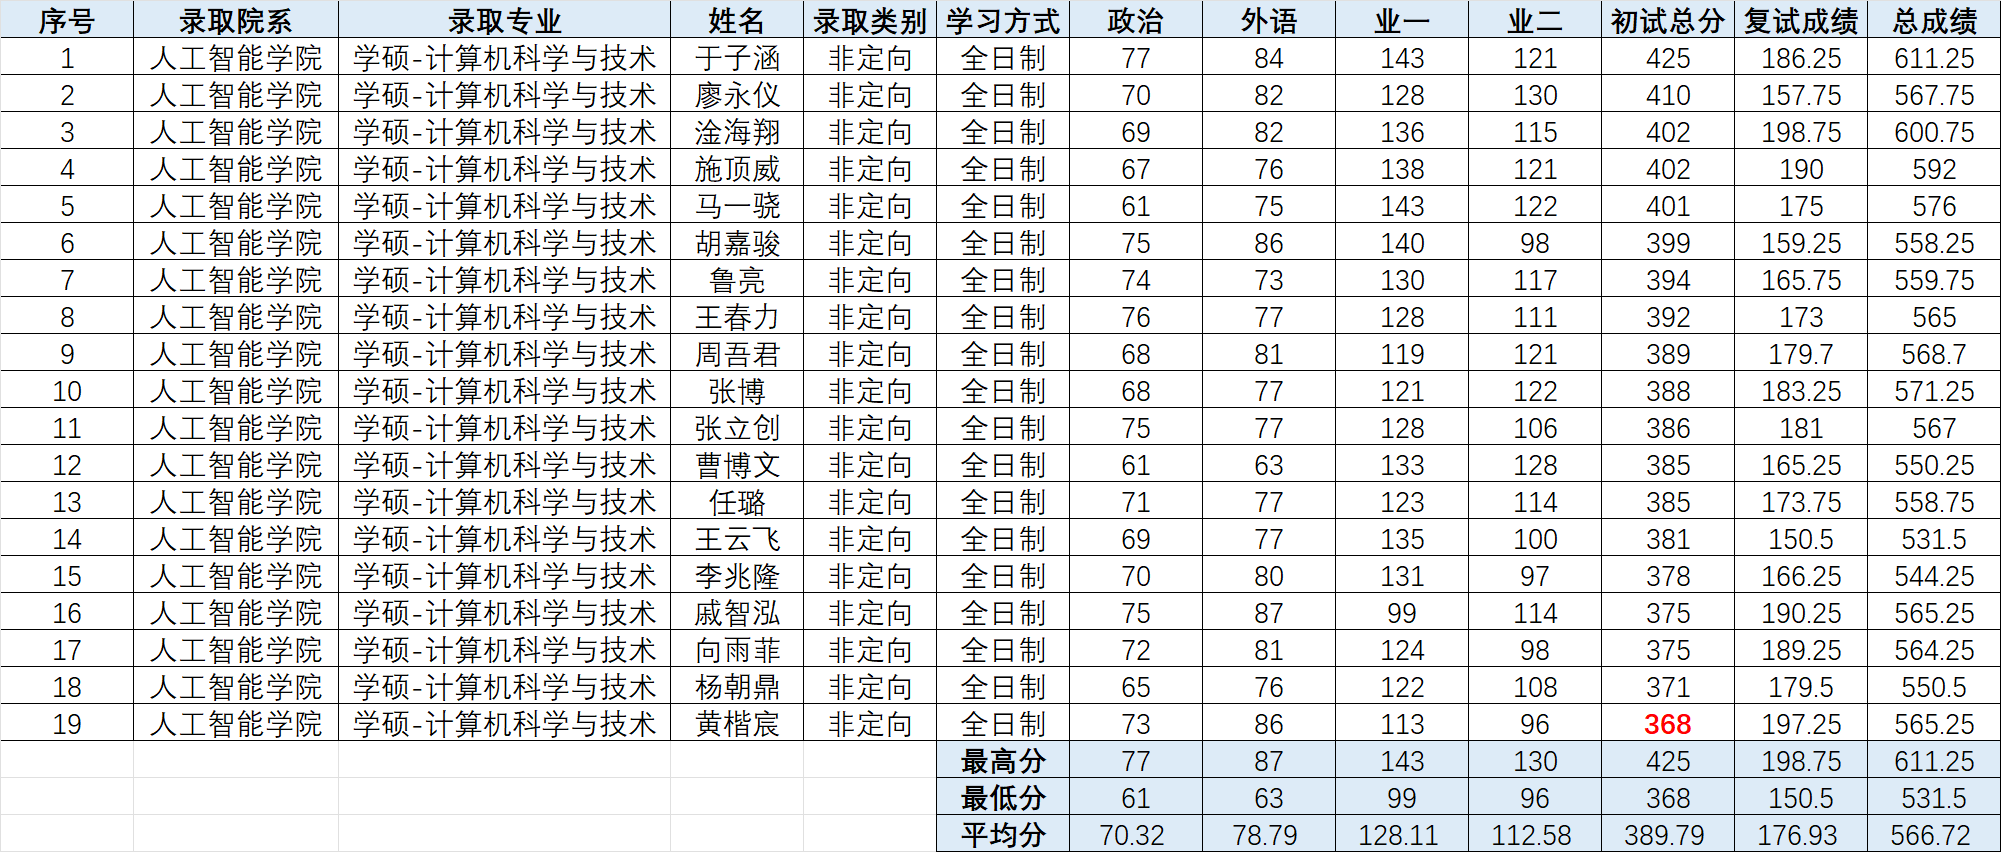 序号 录取院系 录取专业 姓名 录取类别 学习方式 政治 外语 业一 业二 初试总分 复试成绩 总成绩
1 人工智能学院 学硕-计算机科学与技术 于子涵 非定向 全日制 77 84 143 121 425 186.25 611.25
2 人工智能学院 学硕-计算机科学与技术 廖永仪 非定向 全日制 70 82 128 130 410 157.75 567.75
3 人工智能学院 学硕-计算机科学与技术 淦海翔 非定向 全日制 69 82 136 115 402 198.75 600.75
4 人工智能学院 学硕-计算机科学与技术 施顶威 非定向 全日制 67 76 138 121 402 190 592
5 人工智能学院 学硕-计算机科学与技术 马一骁 非定向 全日制 61 75 143 122 401 175 576
6 人工智能学院 学硕-计算机科学与技术 胡嘉骏 非定向 全日制 75 86 140 98 399 159.25 558.25
7 人工智能学院 学硕-计算机科学与技术 鲁亮 非定向 全日制 74 73 130 117 394 165.75 559.75
8 人工智能学院 学硕-计算机科学与技术 王春力 非定向 全日制 76 77 128 111 392 173 565
9 人工智能学院 学硕-计算机科学与技术 周吾君 非定向 全日制 68 81 119 121 389 179.7 568.7
10 人工智能学院 学硕-计算机科学与技术 张博 非定向 全日制 68 77 121 122 388 183.25 571.25
11 人工智能学院 学硕-计算机科学与技术 张立创 非定向 全日制 75 77 128 106 386 181 567
12 人工智能学院 学硕-计算机科学与技术 曹博文 非定向 全日制 61 63 133 128 385 165.25 550.25
13 人工智能学院 学硕-计算机科学与技术 任璐 非定向 全日制 71 77 123 114 385 173.75 558.75
14 人工智能学院 学硕-计算机科学与技术 王云飞 非定向 全日制 69 77 135 100 381 150.5 531.5
15 人工智能学院 学硕-计算机科学与技术 李兆隆 非定向 全日制 70 80 131 97 378 166.25 544.25
16 人工智能学院 学硕-计算机科学与技术 戚智泓 非定向 全日制 75 87 99 114 375 190.25 565.25
17 人工智能学院 学硕-计算机科学与技术 向雨菲 非定向 全日制 72 81 124 98 375 189.25 564.25
18 人工智能学院 学硕-计算机科学与技术 杨朝鼎 非定向 全日制 65 76 122 108 371 179.5 550.5
19 人工智能学院 学硕-计算机科学与技术 黄楷宸 非定向 全日制 73 86 113 96 368 197.25 565.25
最高分 77 87 143 130 425 198.75 611.25
最低分 61 63 99 96 368 150.5 531.5
平均分 70.32 78.79 128.11 112.58 389.79 176.93 566.72